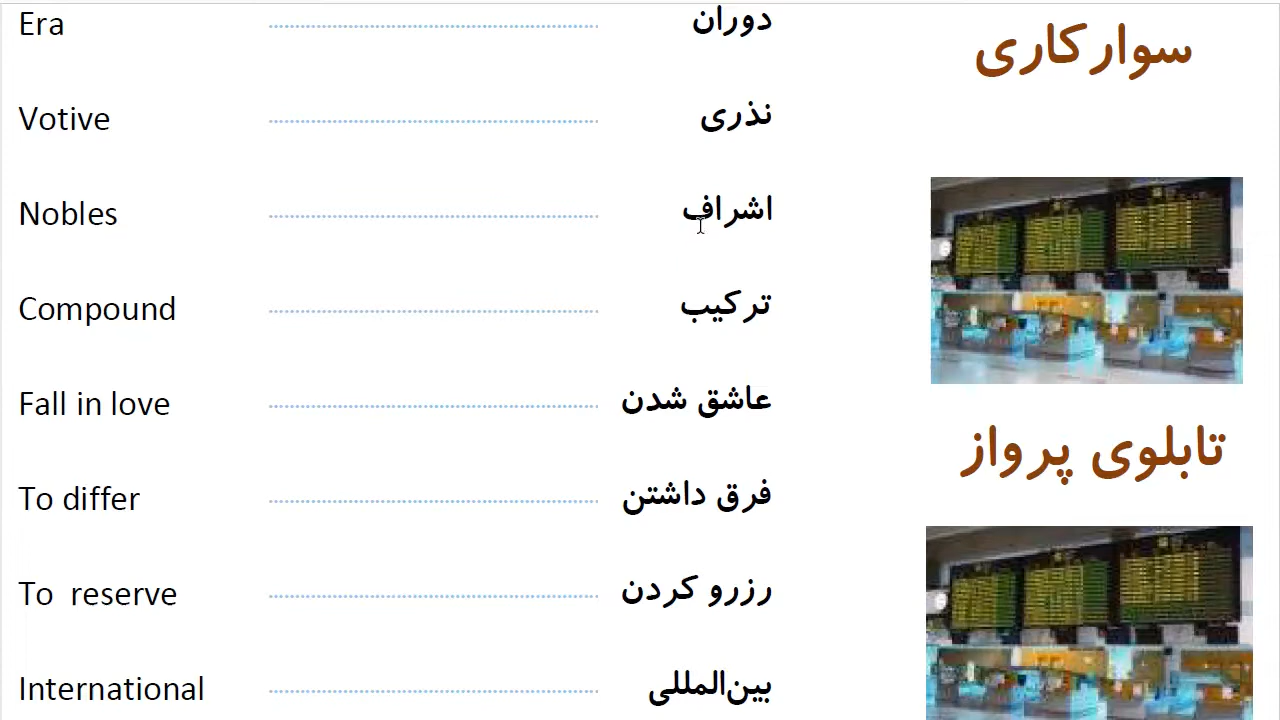 Era دوران
Votive نذری
Nobles اشراف
Compound ترکیب
Fall in love عاشق شدن
To differ فرق داشتن
To reserve رزرو کردن
International بین‌المللی
سوارکاری
تابلوی پرواز